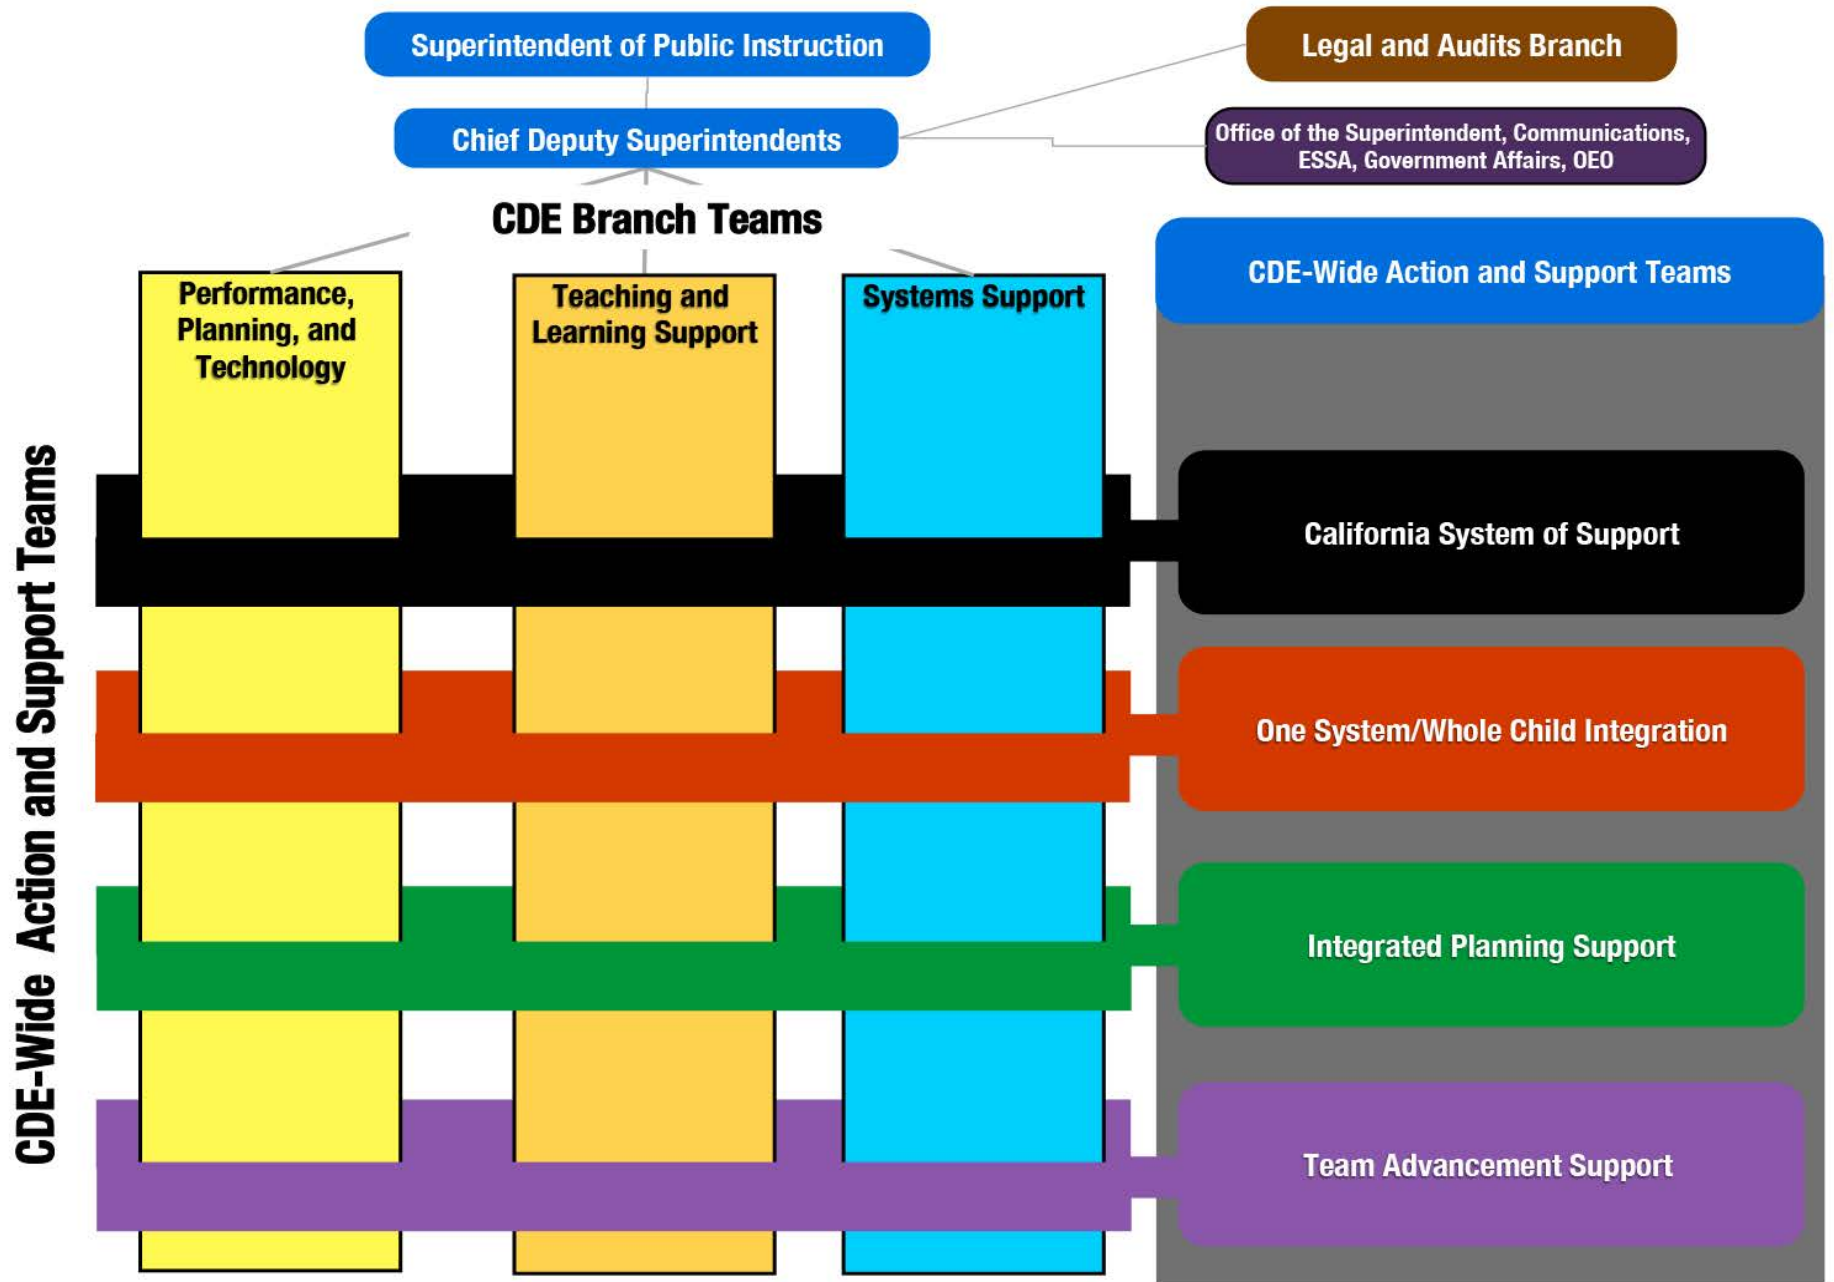 Superintendent of Public Instruction
Legal and Audits Branch
Chief Deputy Superintendents
Office of the Superintendent, Communications,
ESSA, Government Affairs, OEO
CDE Branch Teams
CDE-Wide Action and Support Teams
Performance,
Planning, and
Technology
Teaching and
Learning Support
Systems Support
CDE-Wide Action and Support Teams
California System of Support
One System/Whole Child Integration
Integrated Planning Support
Team Advancement Support